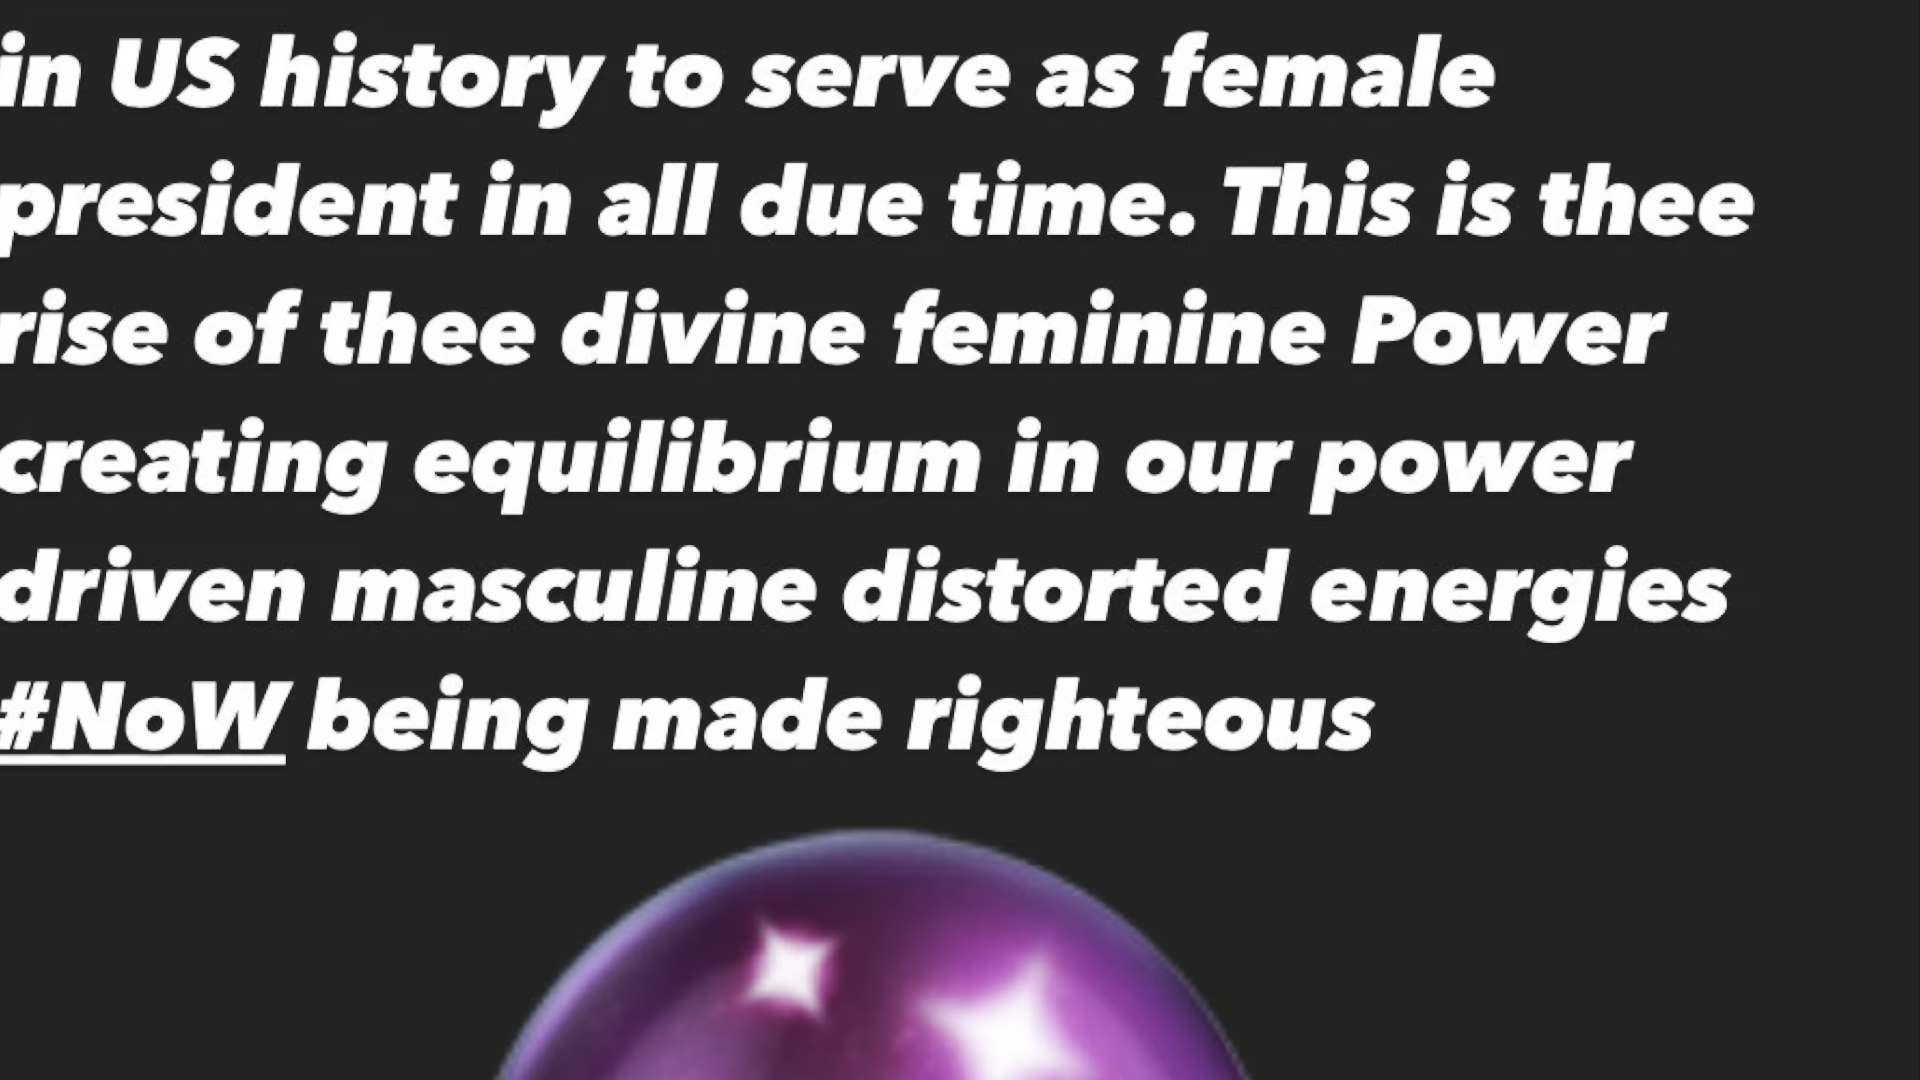 in US history to serve as female
president in all due time. This is thee
rise of thee divine feminine Power
creating equilibrium in our power
driven masculine distorted energies
#NoW being made righteous